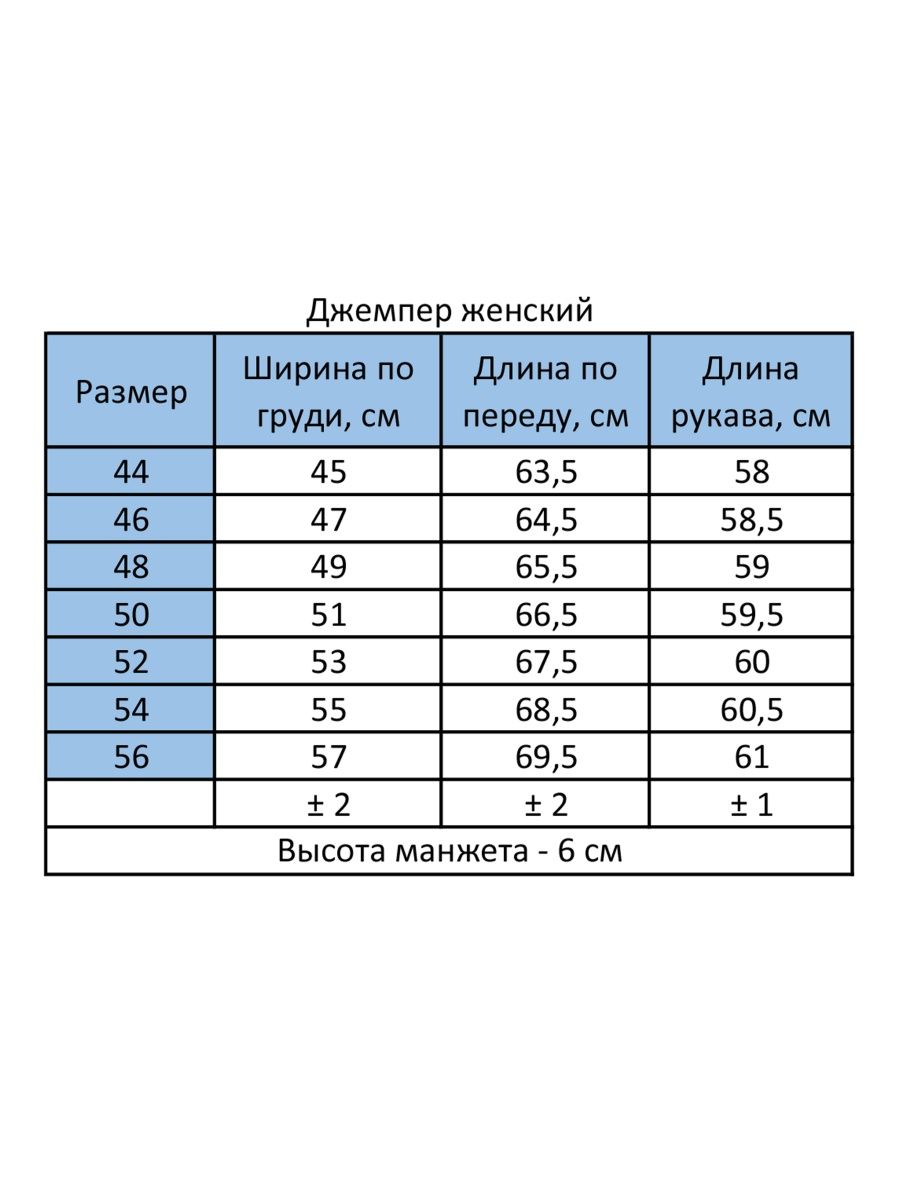 Джемпер женский
Размер
Ширина по
груди, см
Длина по
переду, см
Длина
рукава, см
44 45 63,5 58
46 47 64,5 58,5
48 49 65,5 59
50 51 66,5 59,5
52 53 67,5 60
54 55 68,5 60,5
56 57 69,5 61
± 2 ± 2 ± 1
Высота манжета - 6 см